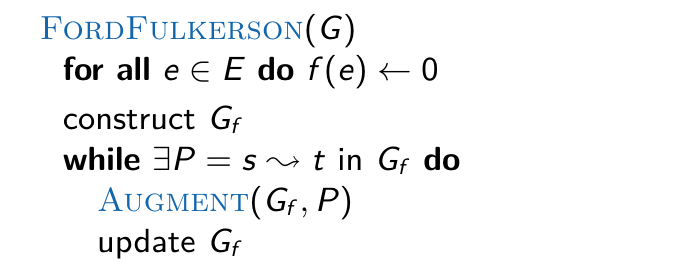 FORDFULKERSON(G)
for all e ∈ E do f(e) ← 0
construct G_f
while ∃P = s ⤳ t in G_f do
AUGMENT(G_f, P)
update G_f